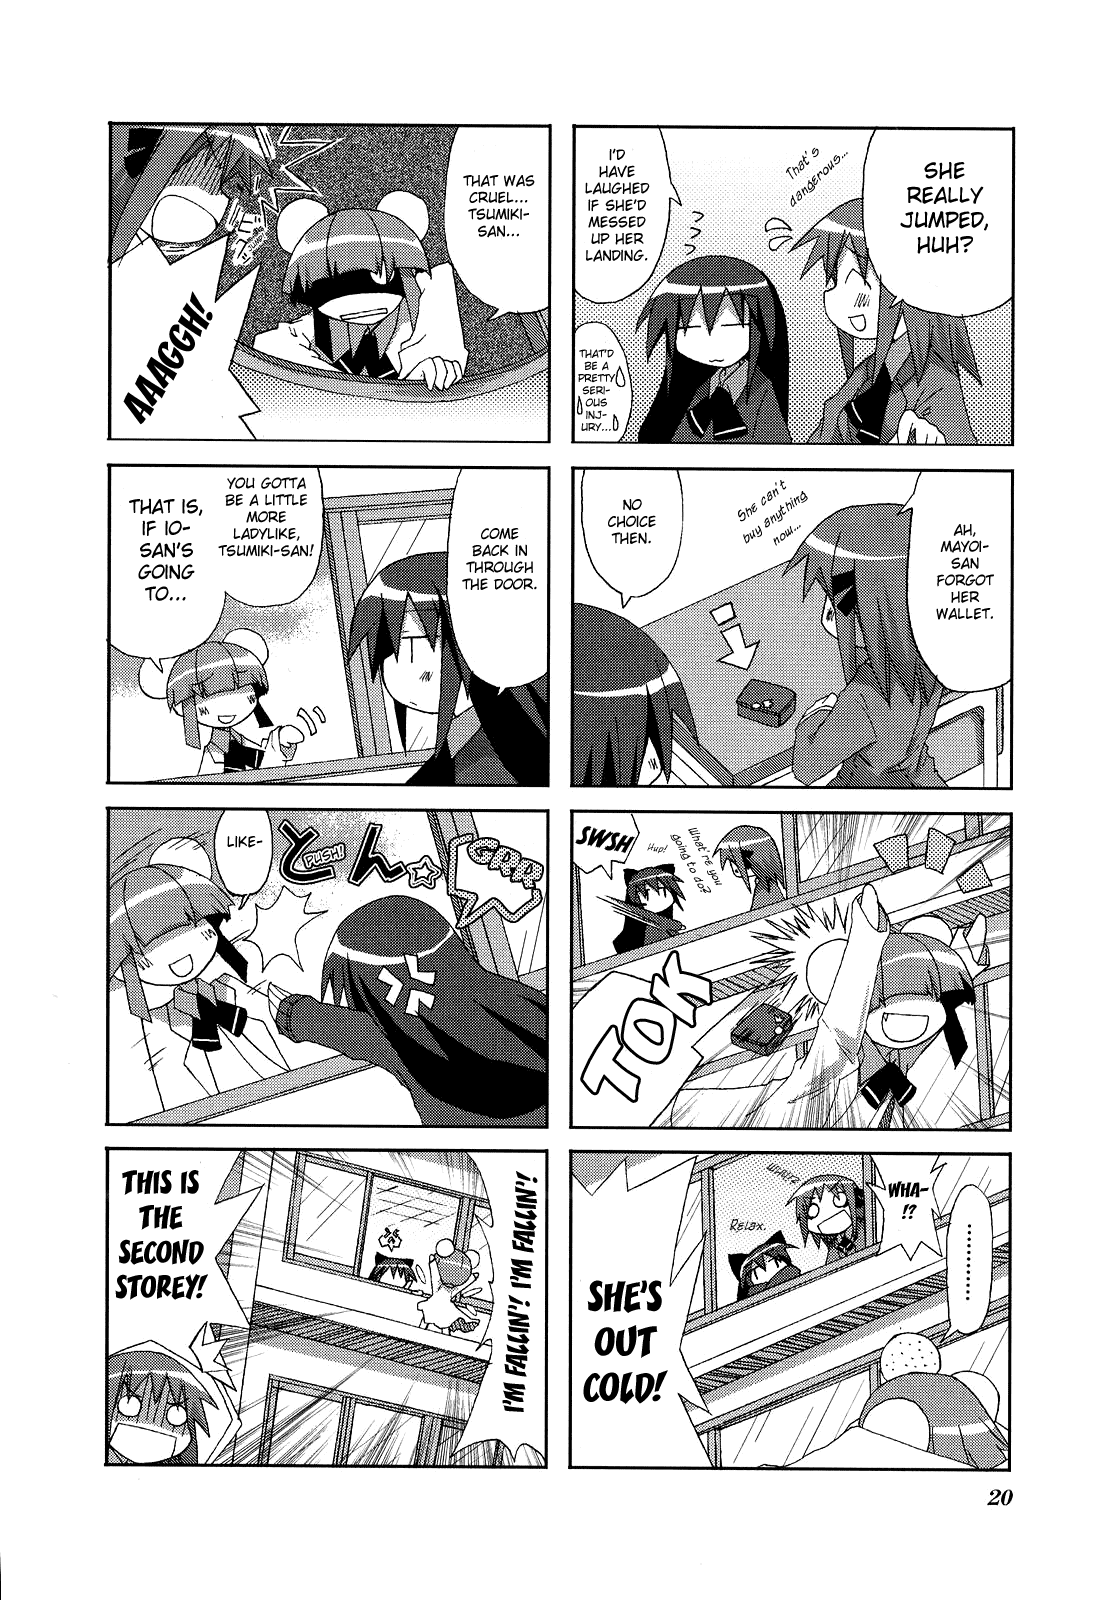 SHE
REALLY
JUMPED,
HUH?
That's
dangerous...
I'D
HAVE
LAUGHED
IF SHE'D
MESSED
UP HER
LANDING.
THAT'D
BE A
PRETTY
SERI-
OUS
INJ-
URY...
AH,
MAYOI-
SAN
FORGOT
HER
WALLET.
She can't
buy anything
now...
NO
CHOICE
THEN.
What're you
going to do?
Hup!
SWSH
TOK
.........
WHA-
!?
WAAH
Relax.
SHE'S
OUT
COLD!
THAT WAS
CRUEL...
TSUMIKI-
SAN...
AAAGGH!
COME
BACK IN
THROUGH
THE DOOR.
YOU GOTTA
BE A LITTLE
MORE
LADYLIKE,
TSUMIKI-SAN!
THAT IS,
IF IO-
SAN'S
GOING
TO...
GRR
とん☆
PUSH!
LIKE-
I'M FALLIN'! I'M FALLIN'!
THIS IS
THE
SECOND
STOREY!
20